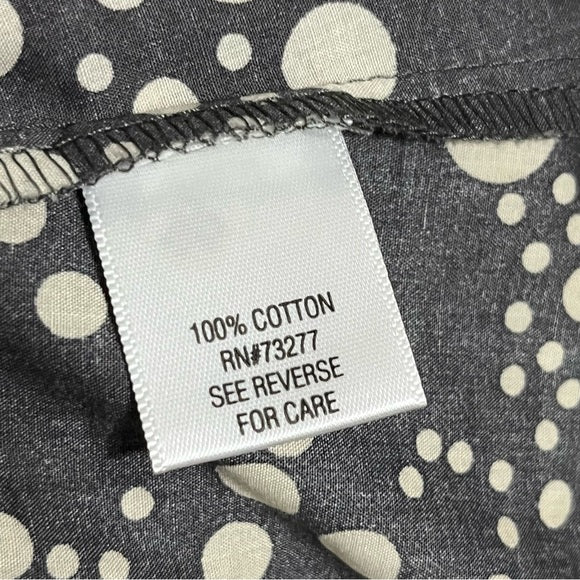 100% COTTON
RN#73277
SEE REVERSE
FOR CARE